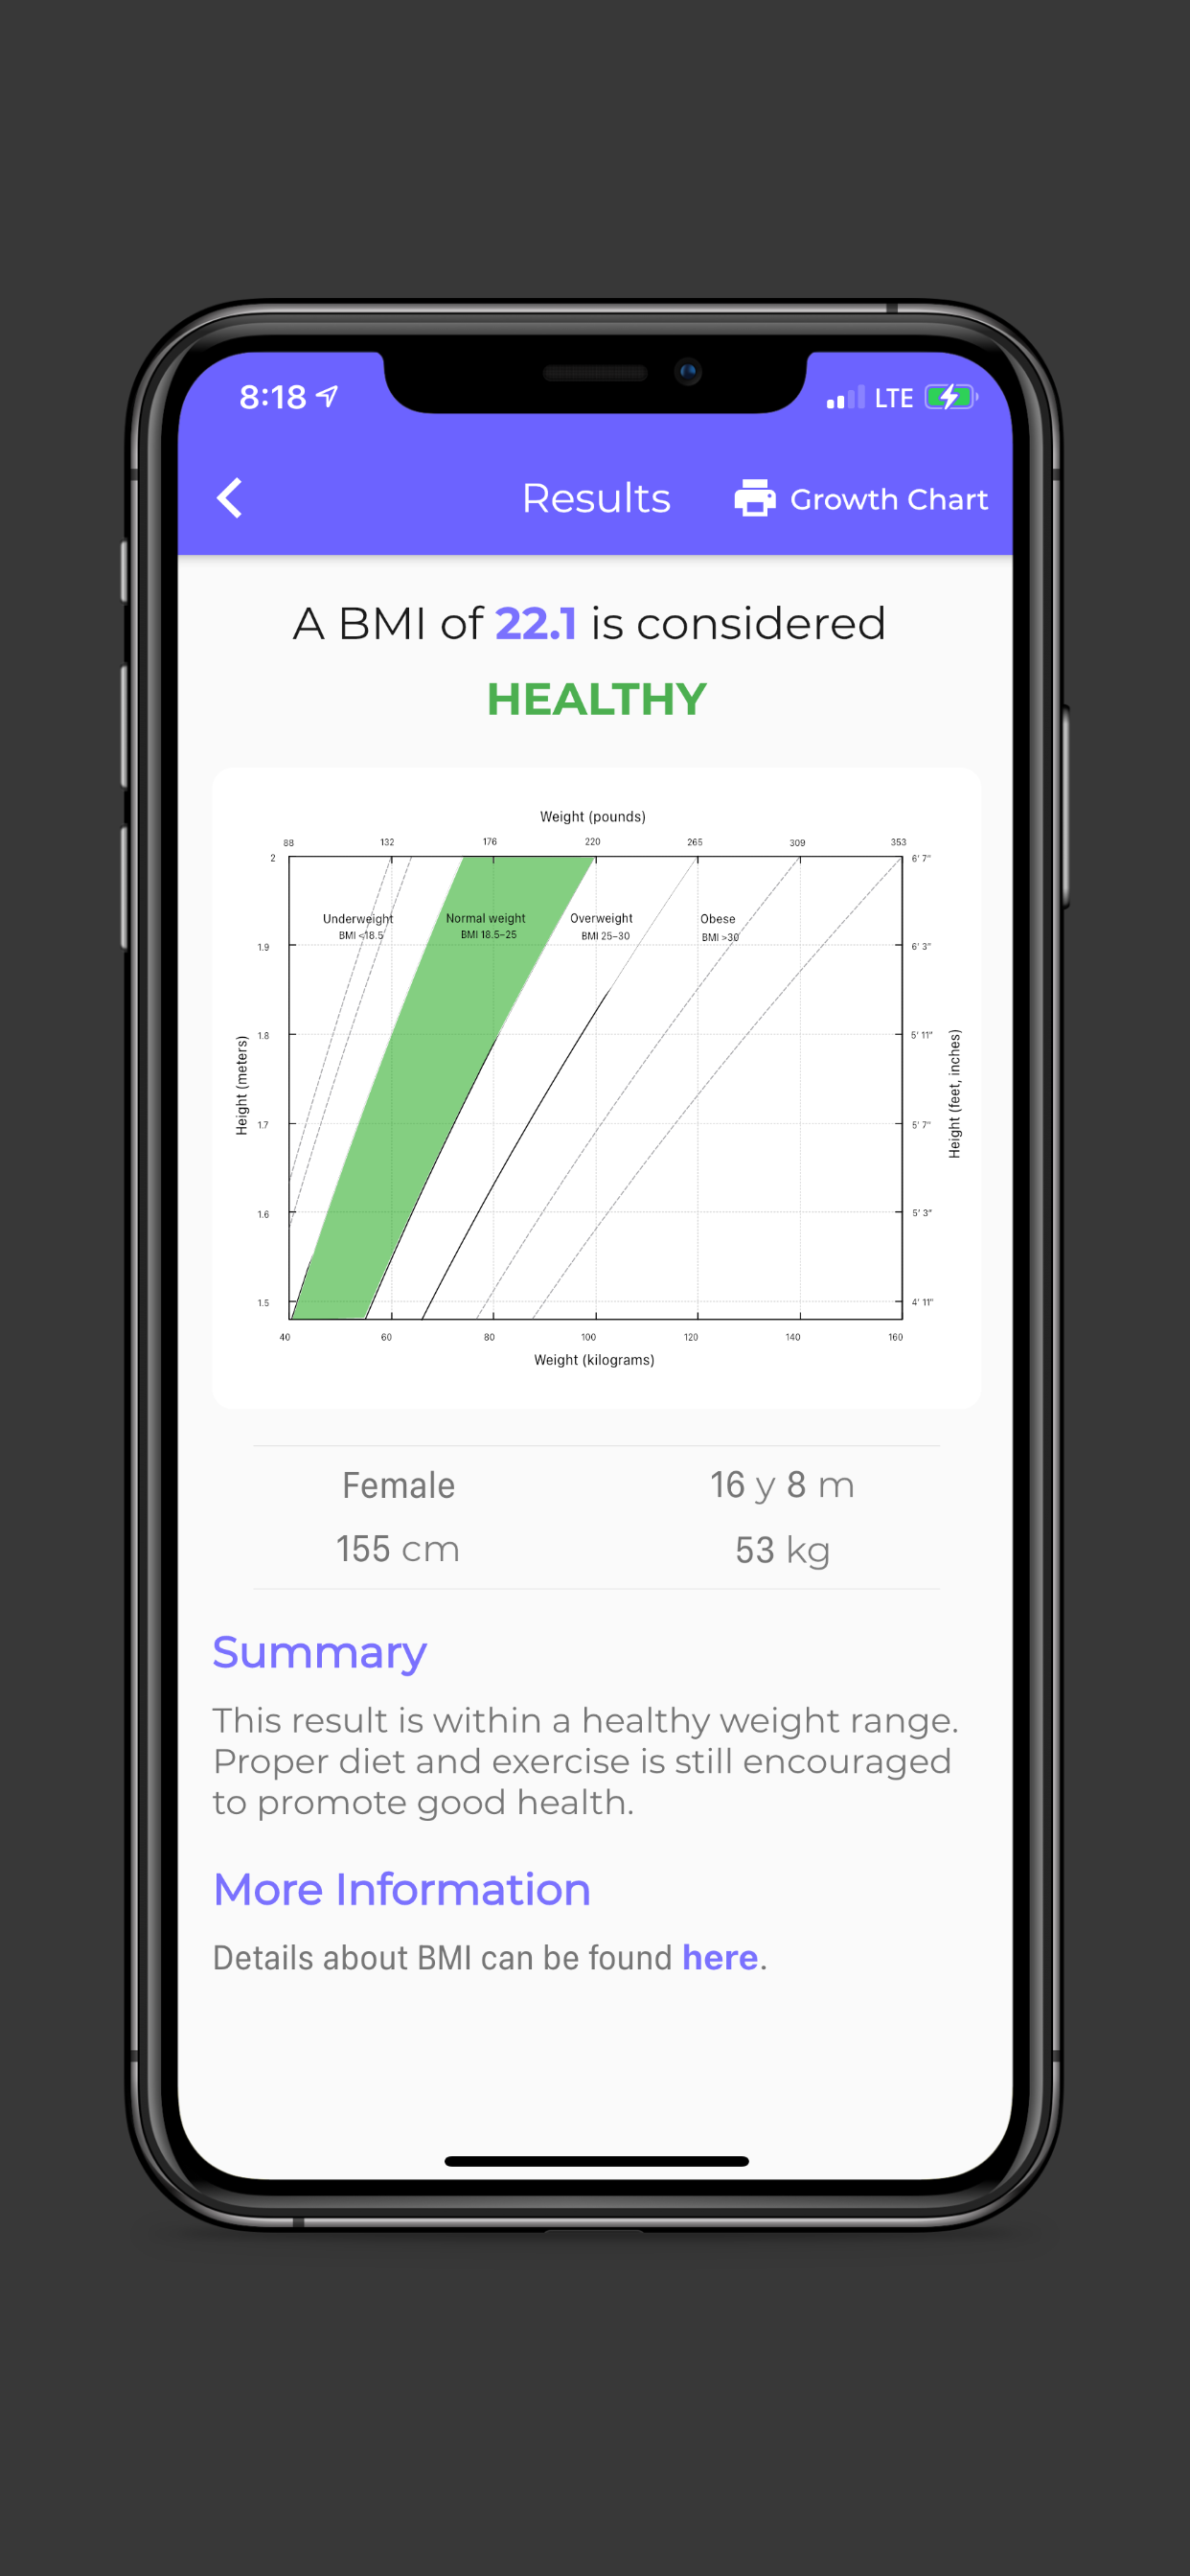 8:18 LTE
Results Growth Chart
A BMI of 22.1 is considered
HEALTHY
Weight (pounds)
88 132 176 220 265 309 353
2 6' 7"
Underweight Normal weight Overweight Obese
BMI <18.5 BMI 18.5–25 BMI 25–30 BMI >30
1.9 6' 3"
1.8 5' 11"
Height (meters) Height (feet, inches)
1.7 5' 7"
1.6 5' 3"
1.5 4' 11"
40 60 80 100 120 140 160
Weight (kilograms)
Female 16 y 8 m
155 cm 53 kg
Summary
This result is within a healthy weight range.
Proper diet and exercise is still encouraged
to promote good health.
More Information
Details about BMI can be found here.